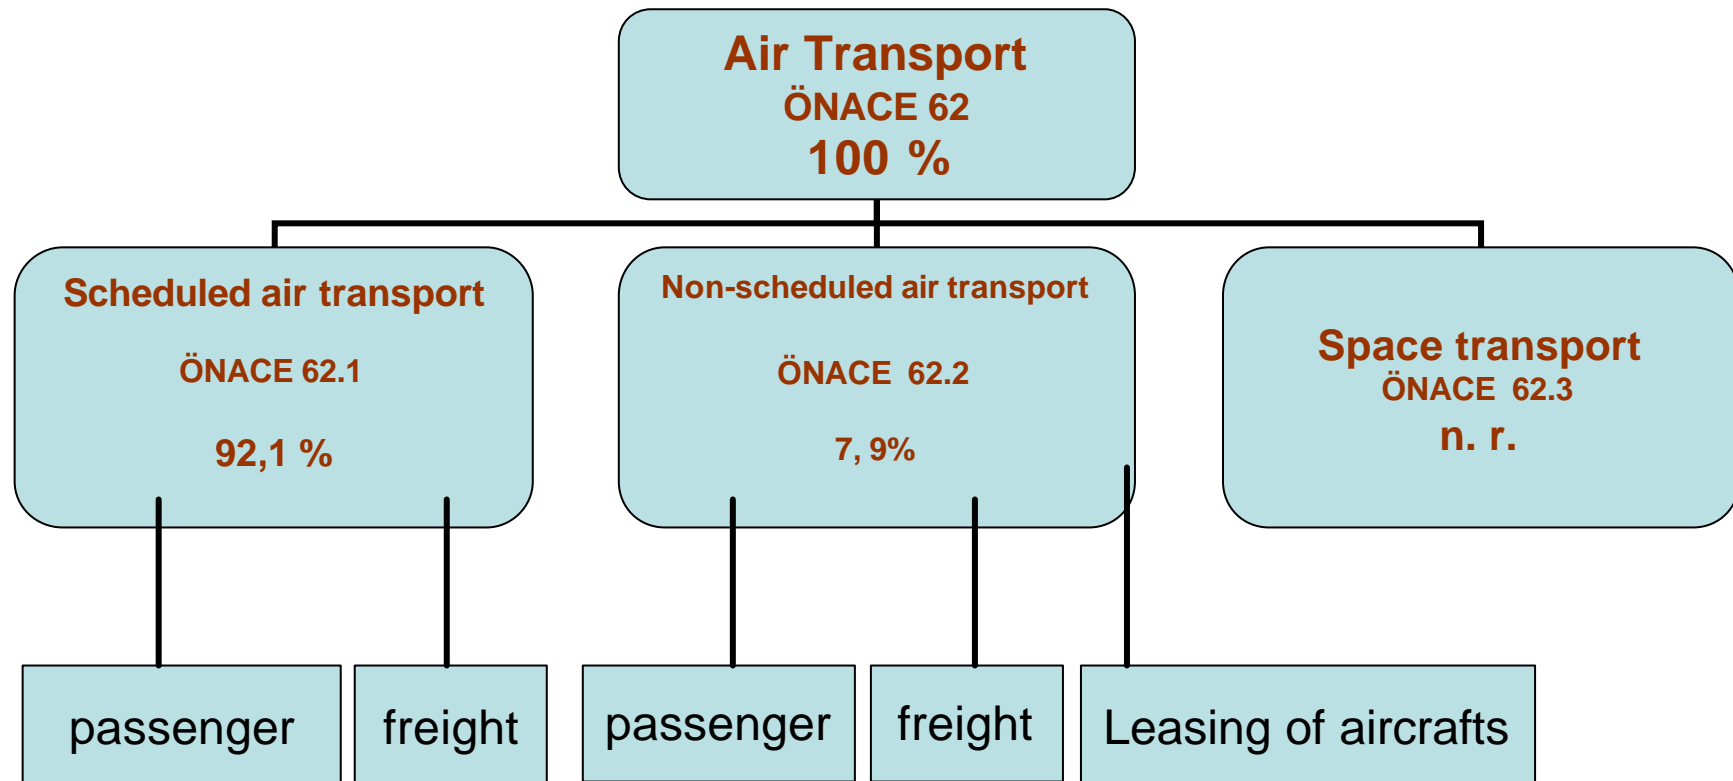 Air Transport
ÖNACE 62
100 %
Scheduled air transport
ÖNACE 62.1
92,1 %
Non-scheduled air transport
ÖNACE  62.2
7, 9%
Space transport
ÖNACE  62.3
n. r.
passenger
freight
passenger
freight
Leasing of aircrafts